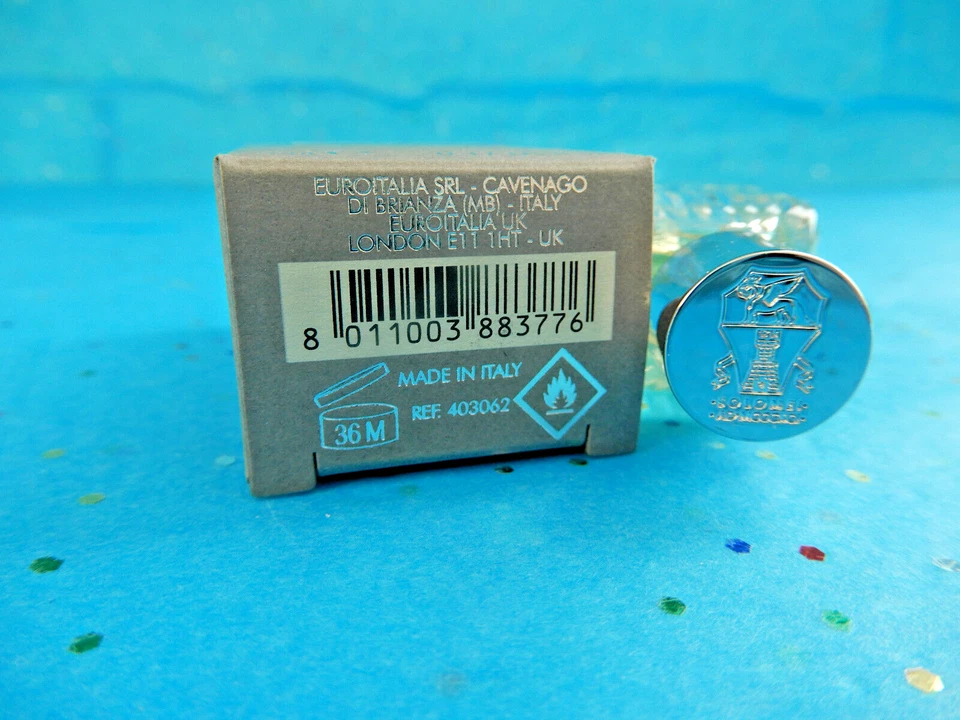 EUROITALIA SRL - CAVENAGO
DI BRIANZA (MB) - ITALY
EUROITALIA UK
LONDON E11 1HT - UK
8 011003 883776
MADE IN ITALY
REF. 403062
36 M
·SOLOMEI·